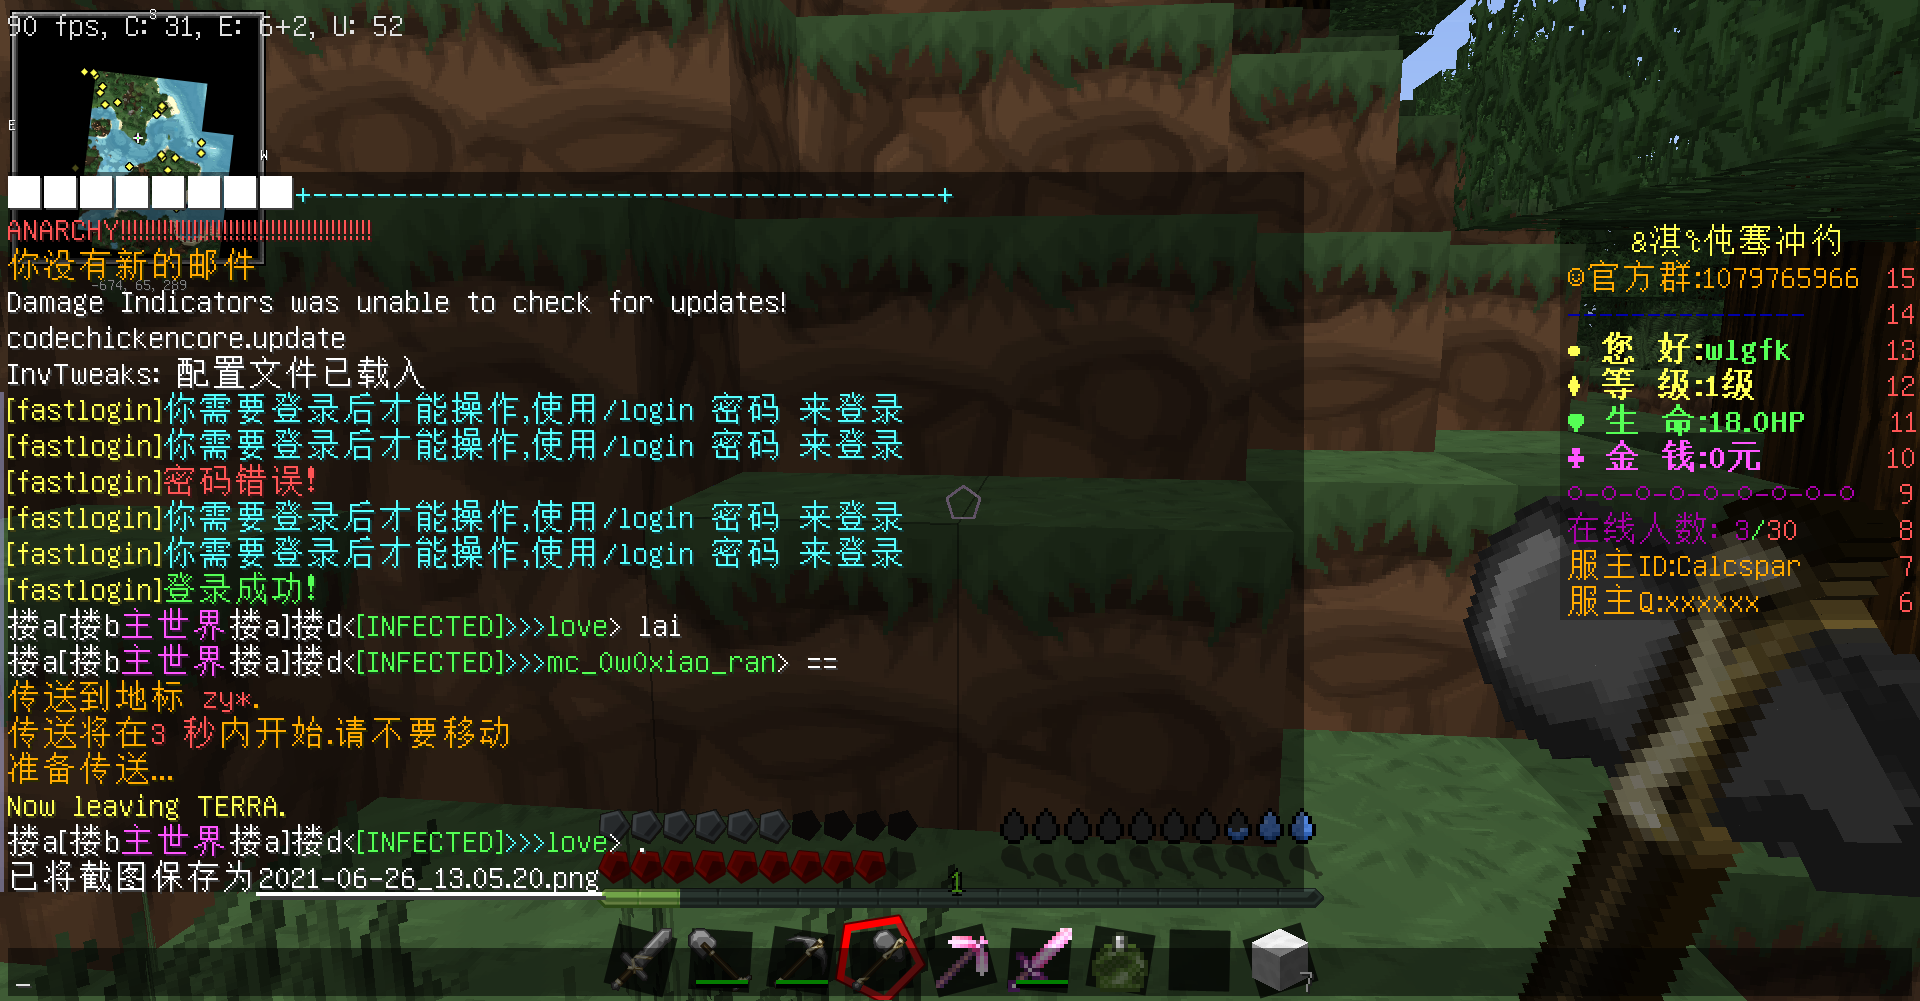 90 fps, C: 31, E: 6+2, U: 52
S
E
W
+--------------------------------------+
ANARCHY!!!!!!!!!!!!!!!!!!!!!!!!!!!!!!
你没有新的邮件
-674, 65, 289
Damage Indicators was unable to check for updates!
codechickencore.update
InvTweaks: 配置文件已载入
[fastlogin]你需要登录后才能操作,使用/login 密码 来登录
[fastlogin]你需要登录后才能操作,使用/login 密码 来登录
[fastlogin]密码错误!
[fastlogin]你需要登录后才能操作,使用/login 密码 来登录
[fastlogin]你需要登录后才能操作,使用/login 密码 来登录
[fastlogin]登录成功!
搂a[搂b主世界搂a]搂d<[INFECTED]>>>love> lai
搂a[搂b主世界搂a]搂d<[INFECTED]>>>mc_0w0xiao_ran> ==
传送到地标 zy*.
传送将在3 秒内开始.请不要移动
准备传送...
Now leaving TERRA.
搂a[搂b主世界搂a]搂d<[INFECTED]>>>love> .
已将截图保存为2021-06-26_13.05.20.png
1
7
_
☺官方群:1079765966 15
-------------- 14
● 您 好:wlgfk 13
♦ 等 级:1级 12
♥ 生 命:18.0HP 11
♣ 金 钱:0元 10
○-○-○-○-○-○-○-○-○ 9
在线人数: 3/30 8
服主ID:Calcspar 7
服主Q:xxxxxx 6